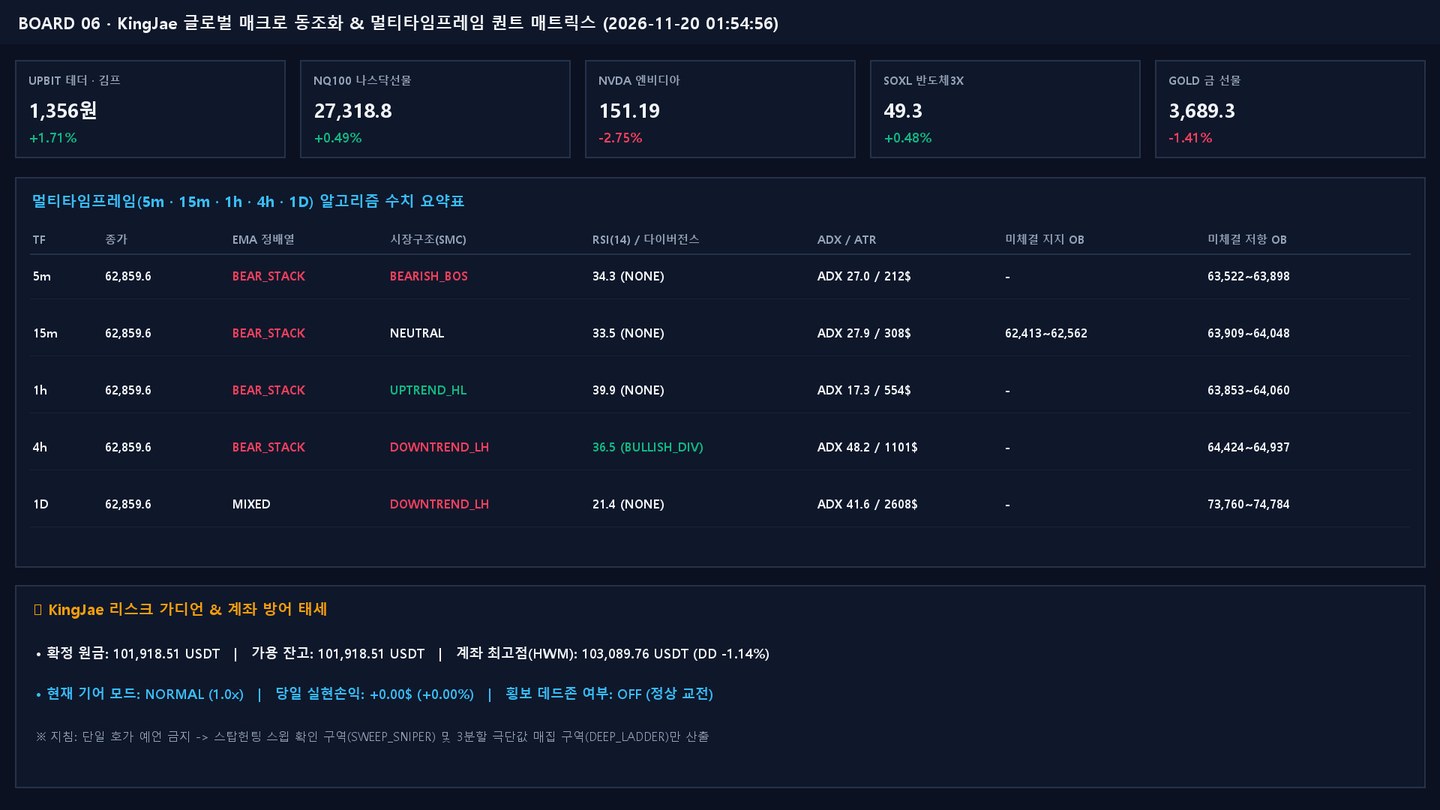 BOARD 06 · KingJae 글로벌 매크로 동조화 & 멀티타임프레임 퀀트 매트릭스 (2026-11-20 01:54:56)
UPBIT 테더 · 김프
1,356원
+1.71%
NQ100 나스닥선물
27,318.8
+0.49%
NVDA 엔비디아
151.19
-2.75%
SOXL 반도체3X
49.3
+0.48%
GOLD 금 선물
3,689.3
-1.41%
멀티타임프레임(5m · 15m · 1h · 4h · 1D) 알고리즘 수치 요약표
TF 종가 EMA 정배열 시장구조(SMC) RSI(14) / 다이버전스 ADX / ATR 미체결 지지 OB 미체결 저항 OB
5m 62,859.6 BEAR_STACK BEARISH_BOS 34.3 (NONE) ADX 27.0 / 212$ - 63,522~63,898
15m 62,859.6 BEAR_STACK NEUTRAL 33.5 (NONE) ADX 27.9 / 308$ 62,413~62,562 63,909~64,048
1h 62,859.6 BEAR_STACK UPTREND_HL 39.9 (NONE) ADX 17.3 / 554$ - 63,853~64,060
4h 62,859.6 BEAR_STACK DOWNTREND_LH 36.5 (BULLISH_DIV) ADX 48.2 / 1101$ - 64,424~64,937
1D 62,859.6 MIXED DOWNTREND_LH 21.4 (NONE) ADX 41.6 / 2608$ - 73,760~74,784
KingJae 리스크 가디언 & 계좌 방어 태세
• 확정 원금: 101,918.51 USDT | 가용 잔고: 101,918.51 USDT | 계좌 최고점(HWM): 103,089.76 USDT (DD -1.14%)
• 현재 기어 모드: NORMAL (1.0x) | 당일 실현손익: +0.00$ (+0.00%) | 횡보 데드존 여부: OFF (정상 교전)
※ 지침: 단일 호가 예언 금지 -> 스탑헌팅 스윕 확인 구역(SWEEP_SNIPER) 및 3분할 극단값 매집 구역(DEEP_LADDER)만 산출